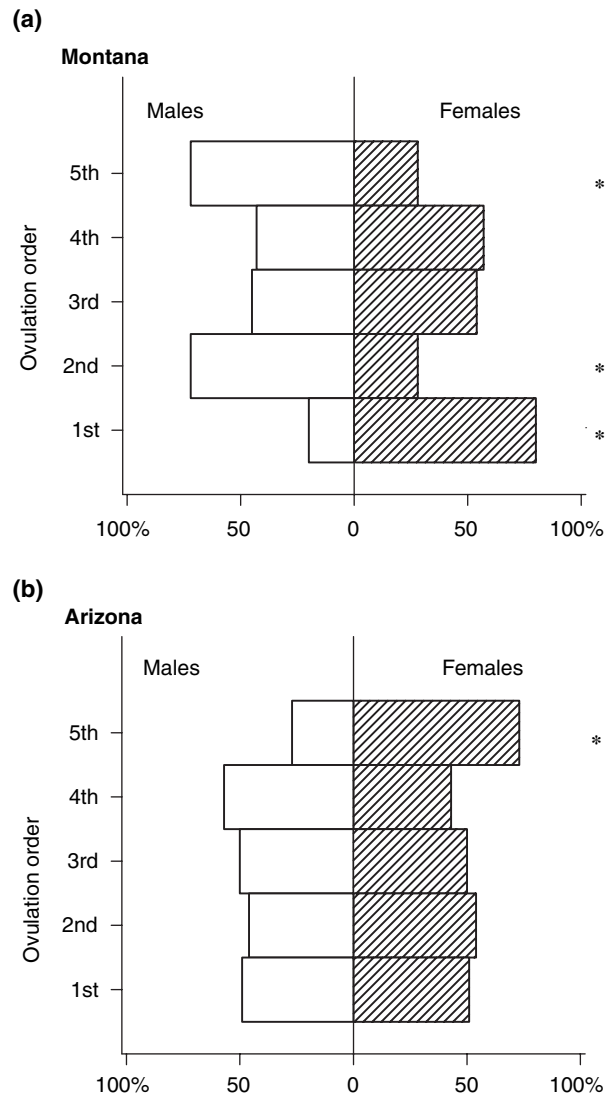 (a)
Montana
Males Females
5th *
4th
3rd
2nd *
1st *
Ovulation order
100% 50 0 50 100%
(b)
Arizona
Males Females
5th *
4th
3rd
2nd
1st
Ovulation order
100% 50 0 50 100%